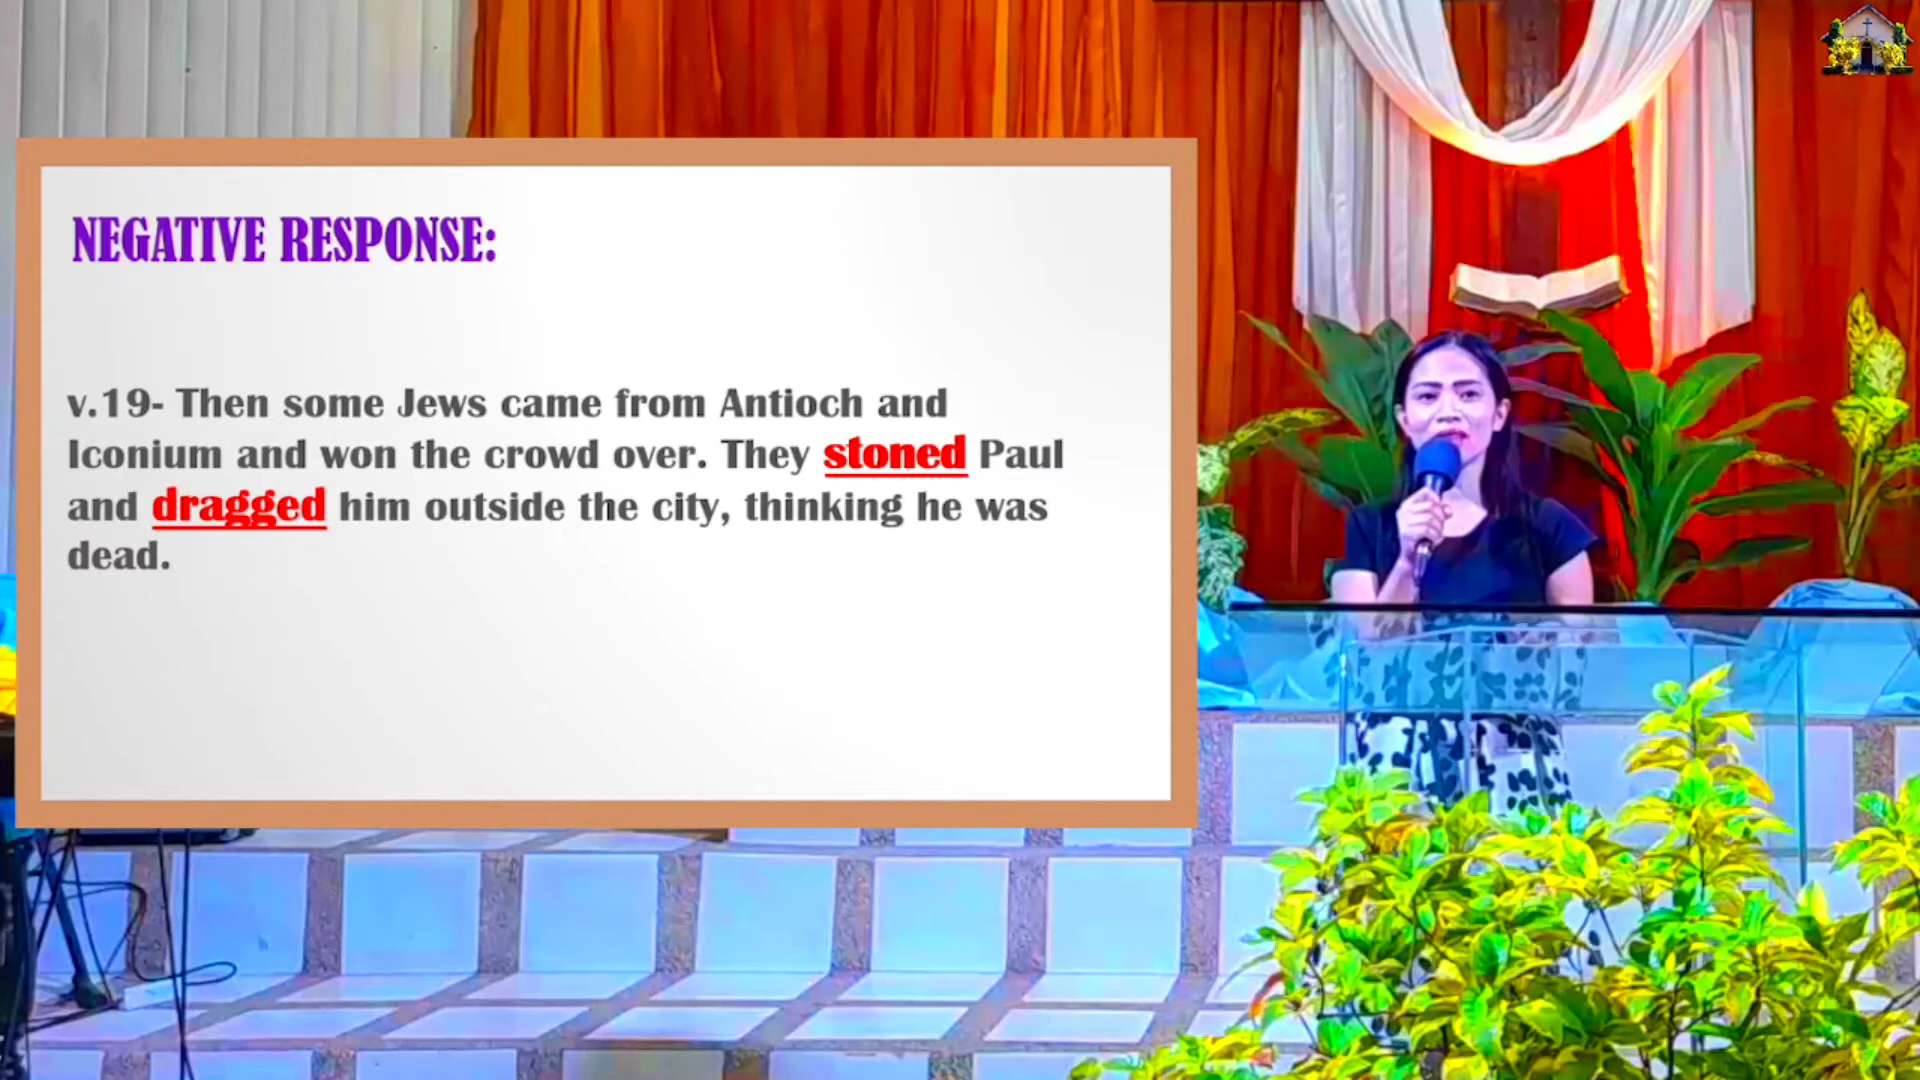 NEGATIVE RESPONSE:
v.19- Then some Jews came from Antioch and
Iconium and won the crowd over. They stoned Paul
and dragged him outside the city, thinking he was
dead.